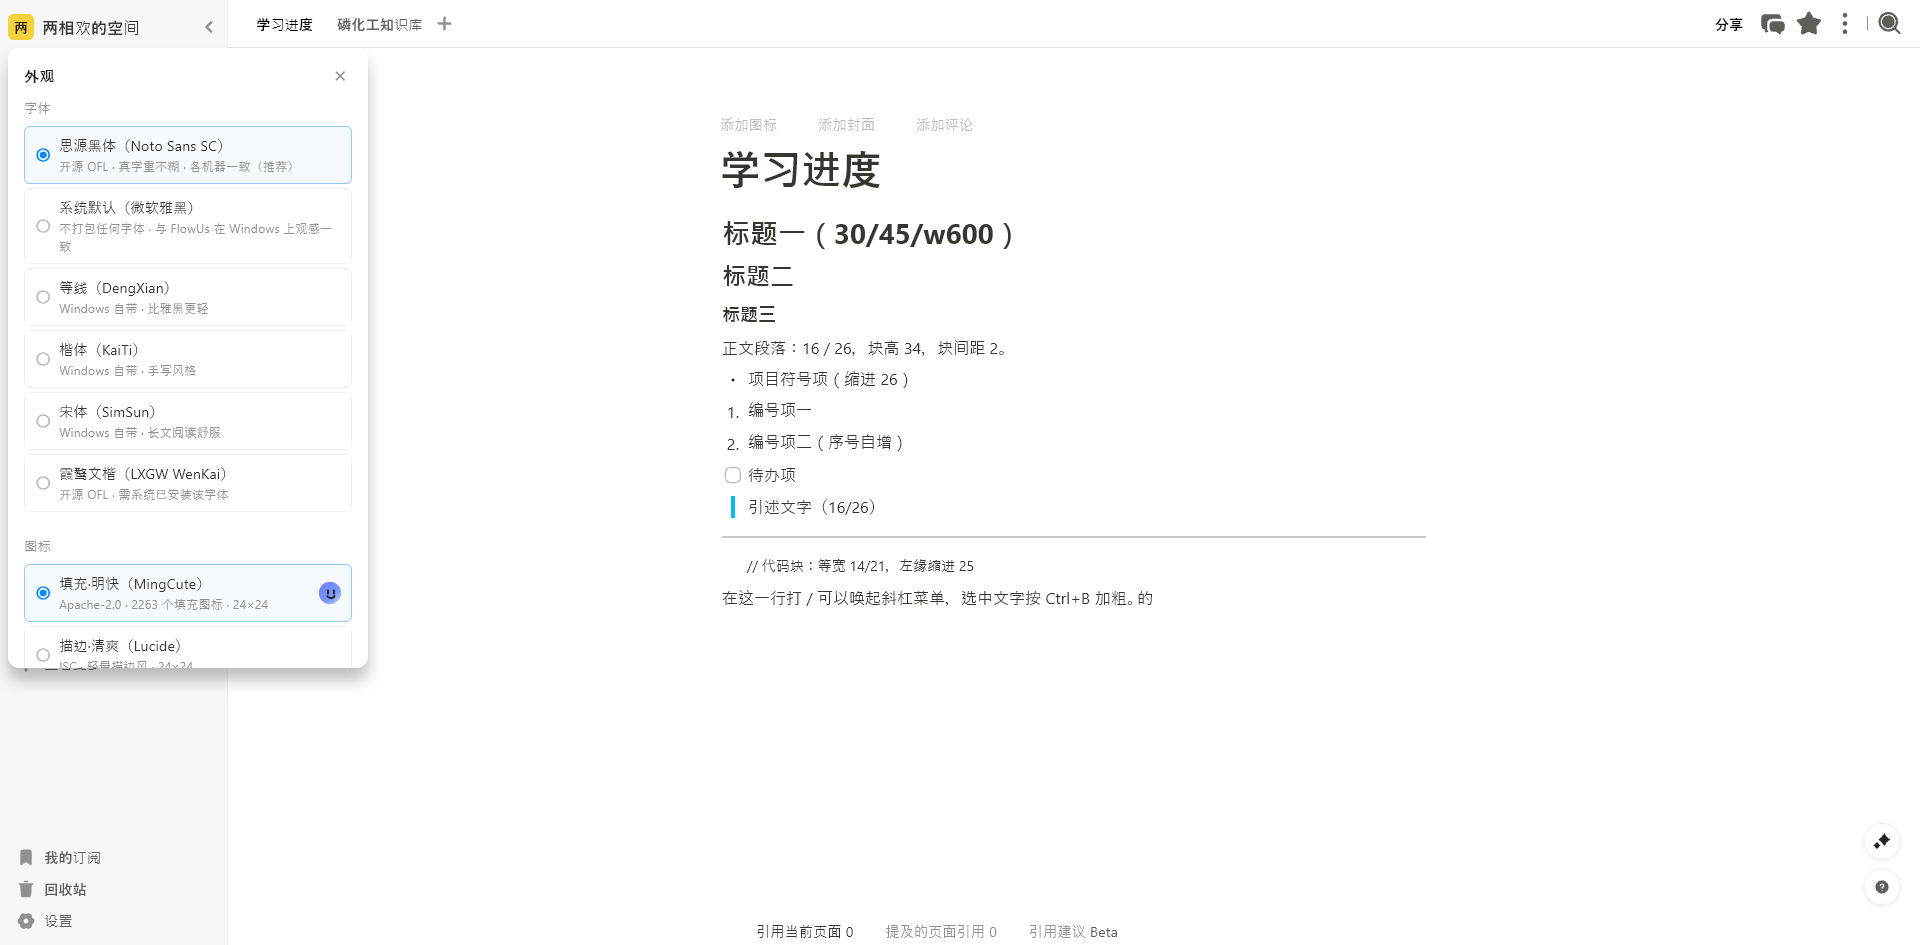 两 两相欢的空间
学习进度 磷化工知识库
分享
外观
字体
思源黑体（Noto Sans SC）
开源 OFL · 真字重不糊 · 各机器一致（推荐）
系统默认（微软雅黑）
不打包任何字体 · 与 FlowUs 在 Windows 上观感一
致
等线（DengXian）
Windows 自带 · 比雅黑更轻
楷体（KaiTi）
Windows 自带 · 手写风格
宋体（SimSun）
Windows 自带 · 长文阅读舒服
霞鹜文楷（LXGW WenKai）
开源 OFL · 需系统已安装该字体
图标
填充·明快（MingCute）
Apache-2.0 · 2263 个填充图标 · 24×24
描边·清爽（Lucide）
ISC · 轻量描边风 · 24×24
我的订阅
回收站
设置
添加图标 添加封面 添加评论
学习进度
标题一（30/45/w600）
标题二
标题三
正文段落：16 / 26，块高 34，块间距 2。
• 项目符号项（缩进 26）
1. 编号项一
2. 编号项二（序号自增）
待办项
引述文字（16/26）
// 代码块：等宽 14/21，左缘缩进 25
在这一行打 / 可以唤起斜杠菜单，选中文字按 Ctrl+B 加粗。的
引用当前页面 0 提及的页面引用 0 引用建议 Beta